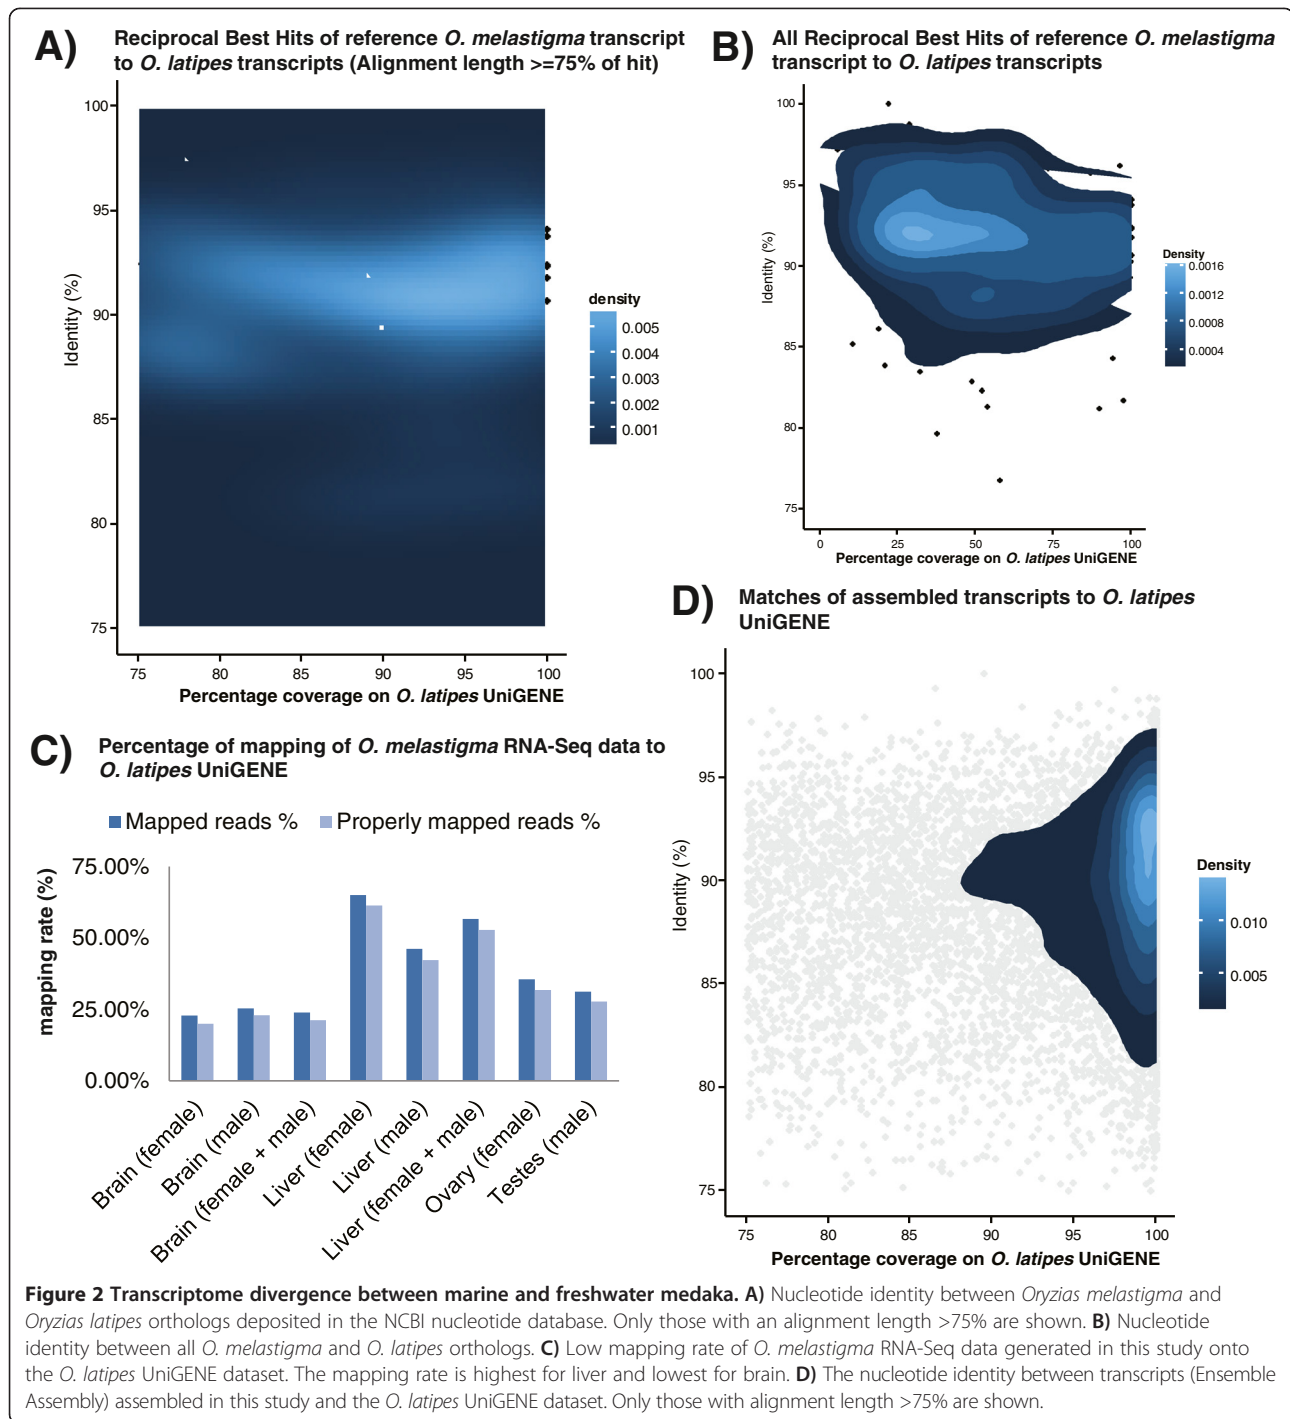 A) Reciprocal Best Hits of reference O. melastigma transcript
to O. latipes transcripts (Alignment length >=75% of hit)
100
95
90
85
80
75
Identity (%)
75 80 85 90 95 100
Percentage coverage on O. latipes UniGENE
density
0.005
0.004
0.003
0.002
0.001
B) All Reciprocal Best Hits of reference O. melastigma
transcript to O. latipes transcripts
100
95
90
85
80
75
Identity (%)
0 25 50 75 100
Percentage coverage on O. latipes UniGENE
Density
0.0016
0.0012
0.0008
0.0004
C) Percentage of mapping of O. melastigma RNA-Seq data to
O. latipes UniGENE
Mapped reads % Properly mapped reads %
75.00%
50.00%
25.00%
0.00%
mapping rate (%)
Brain (female)
Brain (male)
Brain (female + male)
Liver (female)
Liver (male)
Liver (female + male)
Ovary (female)
Testes (male)
D) Matches of assembled transcripts to O. latipes
UniGENE
100
95
90
85
80
75
Identity (%)
75 80 85 90 95 100
Percentage coverage on O. latipes UniGENE
Density
0.010
0.005
Figure 2 Transcriptome divergence between marine and freshwater medaka. A) Nucleotide identity between Oryzias melastigma and
Oryzias latipes orthologs deposited in the NCBI nucleotide database. Only those with an alignment length >75% are shown. B) Nucleotide
identity between all O. melastigma and O. latipes orthologs. C) Low mapping rate of O. melastigma RNA-Seq data generated in this study onto
the O. latipes UniGENE dataset. The mapping rate is highest for liver and lowest for brain. D) The nucleotide identity between transcripts (Ensemble
Assembly) assembled in this study and the O. latipes UniGENE dataset. Only those with alignment length >75% are shown.